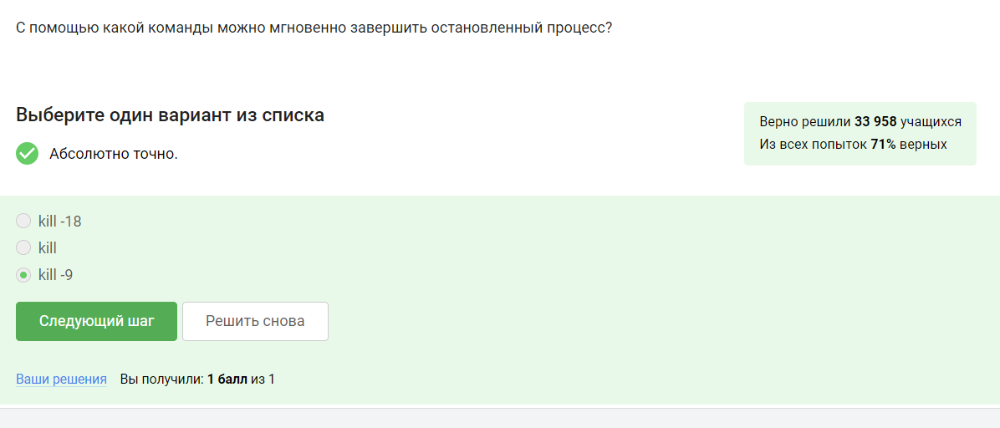 С помощью какой команды можно мгновенно завершить остановленный процесс?
Выберите один вариант из списка
Абсолютно точно.
Верно решили 33 958 учащихся
Из всех попыток 71% верных
kill -18
kill
kill -9
Следующий шаг
Решить снова
Ваши решения Вы получили: 1 балл из 1